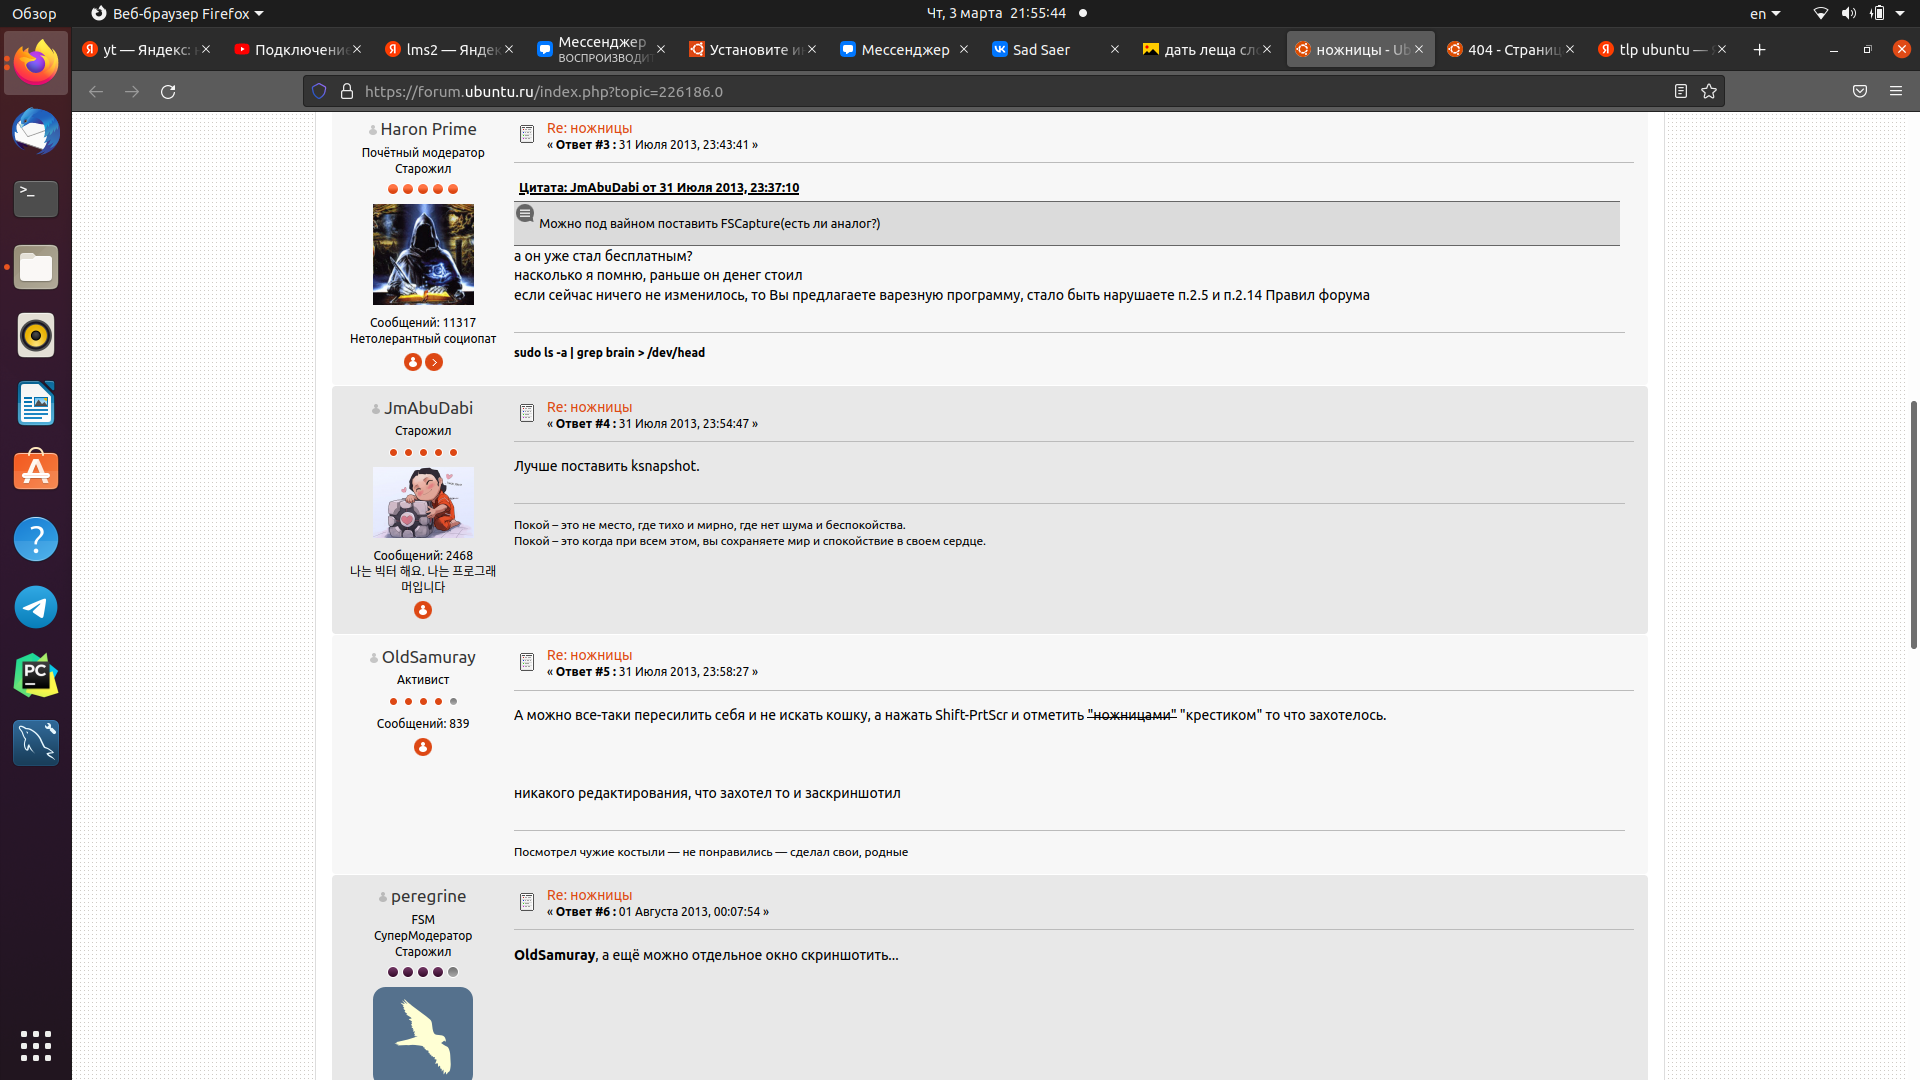 Обзор
Веб-браузер Firefox
Чт, 3 марта 21:55:44
en
yt — Яндекс:
Подключение
lms2 — Яндек
Мессенджер
ВОСПРОИЗВОДИТ
Установите и
Мессенджер
Sad Saer
дать леща сло
ножницы - Ub
404 - Страниц
tlp ubuntu —
https://forum.ubuntu.ru/index.php?topic=226186.0
Haron Prime
Почётный модератор
Старожил
Сообщений: 11317
Нетолерантный социопат
Re: ножницы
« Ответ #3 : 31 Июля 2013, 23:43:41 »
Цитата: JmAbuDabi от 31 Июля 2013, 23:37:10
Можно под вайном поставить FSCapture(есть ли аналог?)
а он уже стал бесплатным?
насколько я помню, раньше он денег стоил
если сейчас ничего не изменилось, то Вы предлагаете варезную программу, стало быть нарушаете п.2.5 и п.2.14 Правил форума
sudo ls -a | grep brain > /dev/head
JmAbuDabi
Старожил
Сообщений: 2468
나는 빅터 해요. 나는 프로그래
머입니다
Re: ножницы
« Ответ #4 : 31 Июля 2013, 23:54:47 »
Лучше поставить ksnapshot.
Покой – это не место, где тихо и мирно, где нет шума и беспокойства.
Покой – это когда при всем этом, вы сохраняете мир и спокойствие в своем сердце.
OldSamuray
Активист
Сообщений: 839
Re: ножницы
« Ответ #5 : 31 Июля 2013, 23:58:27 »
А можно все-таки пересилить себя и не искать кошку, а нажать Shift-PrtScr и отметить "ножницами" "крестиком" то что захотелось.
никакого редактирования, что захотел то и заскриншотил
Посмотрел чужие костыли — не понравились — сделал свои, родные
peregrine
FSM
СуперМодератор
Старожил
Re: ножницы
« Ответ #6 : 01 Августа 2013, 00:07:54 »
OldSamuray, а ещё можно отдельное окно скриншотить...